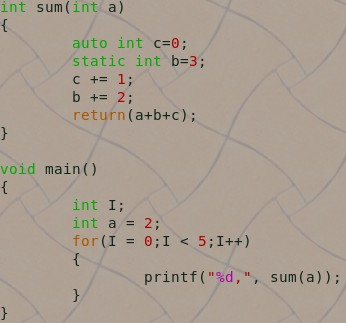 int sum(int a)
{
        auto int c=0;
        static int b=3;
        c += 1;
        b += 2;
        return(a+b+c);
}

void main()
{
        int I;
        int a = 2;
        for(I = 0;I < 5;I++)
        {
                printf("%d,", sum(a));
        }
}